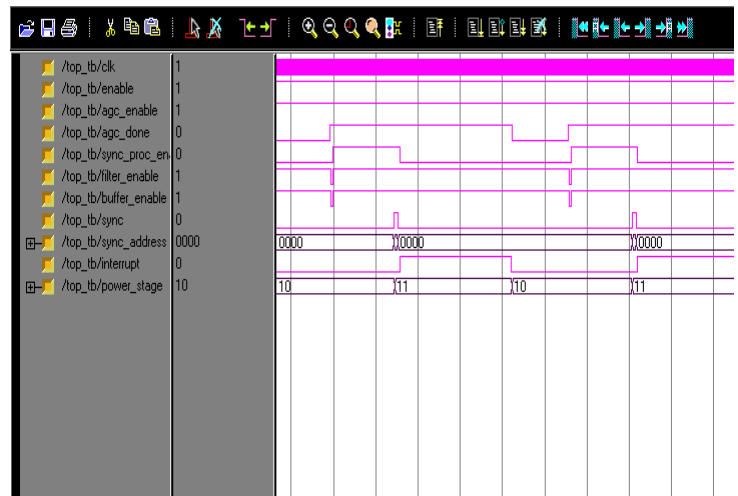 /top_tb/clk 1
/top_tb/enable 1
/top_tb/agc_enable 1
/top_tb/agc_done 0
/top_tb/sync_proc_en 0
/top_tb/filter_enable 1
/top_tb/buffer_enable 1
/top_tb/sync 0
/top_tb/sync_address 0000 0000 0000 0000
/top_tb/interrupt 0
/top_tb/power_stage 10 10 11 10 11